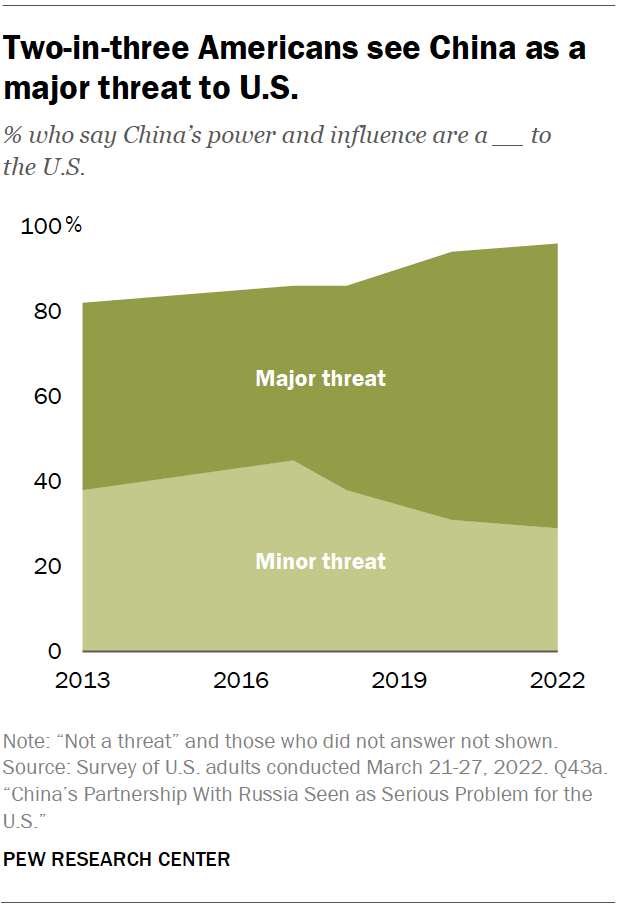 Two-in-three Americans see China as a
major threat to U.S.
% who say China’s power and influence are a __ to
the U.S.
100%
80
Major threat
60
40
Minor threat
20
0
2013 2016 2019 2022
Note: “Not a threat” and those who did not answer not shown.
Source: Survey of U.S. adults conducted March 21-27, 2022. Q43a.
“China’s Partnership With Russia Seen as Serious Problem for the
U.S.”
PEW RESEARCH CENTER